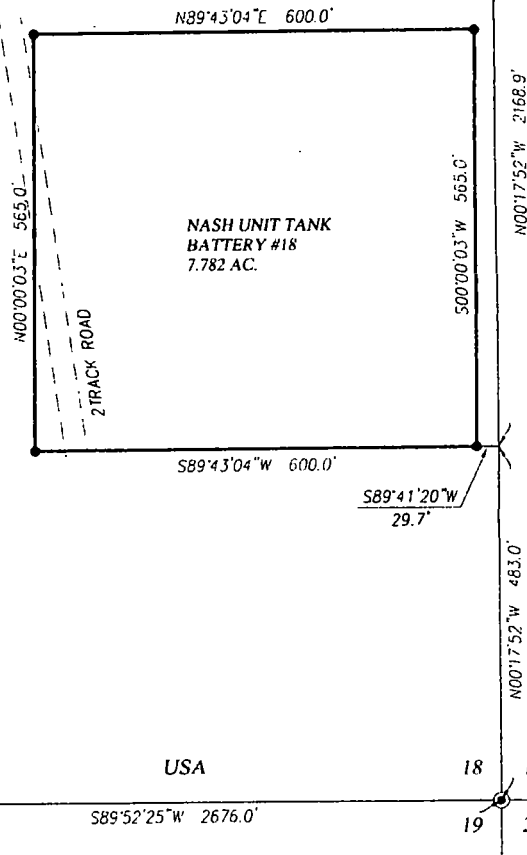 N89°43'04"E 600.0'
N00°17'52"W 2168.9'
N00°00'03"E 565.0'
NASH UNIT TANK
BATTERY #18
7.782 AC.
S00°00'03"W 565.0'
2TRACK ROAD
S89°43'04"W 600.0'
S89°41'20"W
29.7'
N00°17'52"W 483.0'
USA
18
S89°52'25"W 2676.0'
19